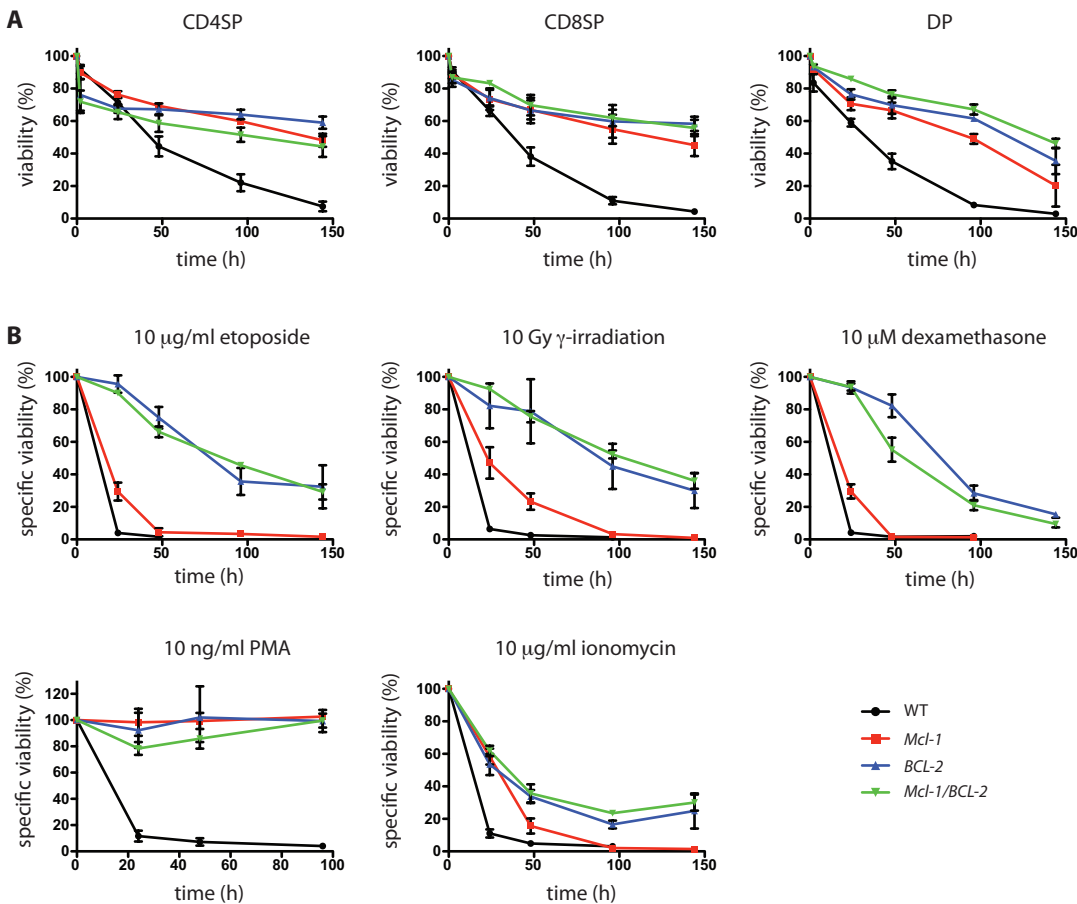 A
CD4SP
CD8SP
DP
viability (%)
100
80
60
40
20
0
0
50
100
150
time (h)
viability (%)
100
80
60
40
20
0
0
50
100
150
time (h)
viability (%)
100
80
60
40
20
0
0
50
100
150
time (h)
B
10 μg/ml etoposide
10 Gy γ-irradiation
10 μM dexamethasone
specific viability (%)
100
80
60
40
20
0
0
50
100
150
time (h)
specific viability (%)
100
80
60
40
20
0
0
50
100
150
time (h)
specific viability (%)
100
80
60
40
20
0
0
50
100
150
time (h)
10 ng/ml PMA
10 μg/ml ionomycin
specific viability (%)
120
100
80
60
40
20
0
0
20
40
60
80
100
time (h)
specific viability (%)
100
80
60
40
20
0
0
50
100
150
time (h)
WT
Mcl-1
BCL-2
Mcl-1/BCL-2